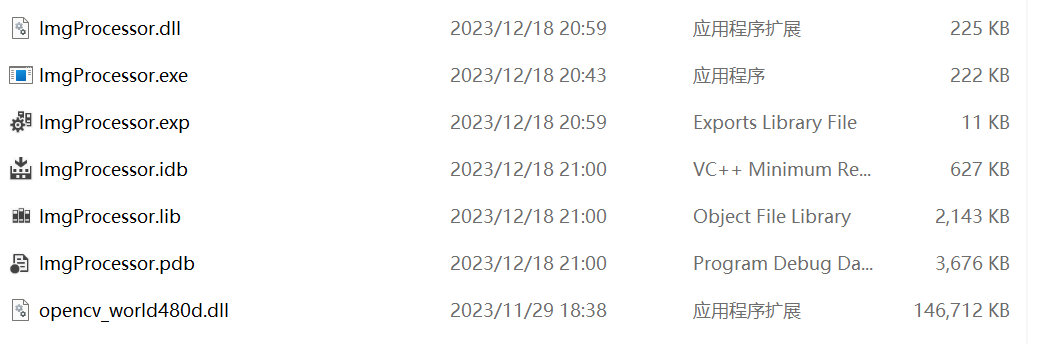 ImgProcessor.dll 2023/12/18 20:59 应用程序扩展 225 KB
ImgProcessor.exe 2023/12/18 20:43 应用程序 222 KB
ImgProcessor.exp 2023/12/18 20:59 Exports Library File 11 KB
ImgProcessor.idb 2023/12/18 21:00 VC++ Minimum Re... 627 KB
ImgProcessor.lib 2023/12/18 21:00 Object File Library 2,143 KB
ImgProcessor.pdb 2023/12/18 21:00 Program Debug Da... 3,676 KB
opencv_world480d.dll 2023/11/29 18:38 应用程序扩展 146,712 KB